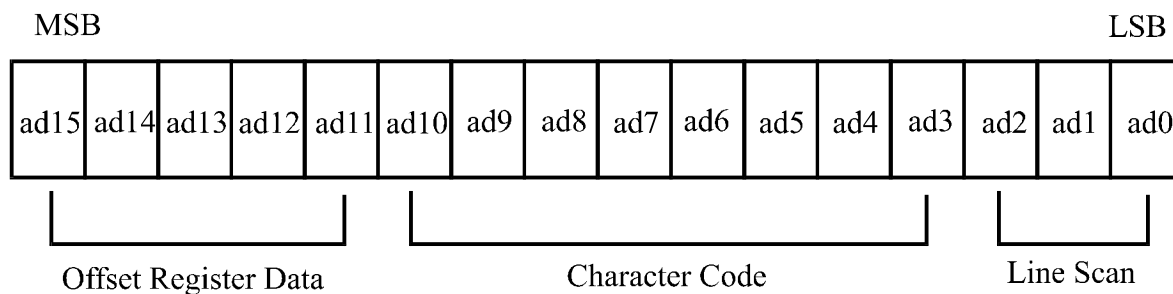 MSB LSB
ad15 ad14 ad13 ad12 ad11 ad10 ad9 ad8 ad7 ad6 ad5 ad4 ad3 ad2 ad1 ad0
Offset Register Data Character Code Line Scan